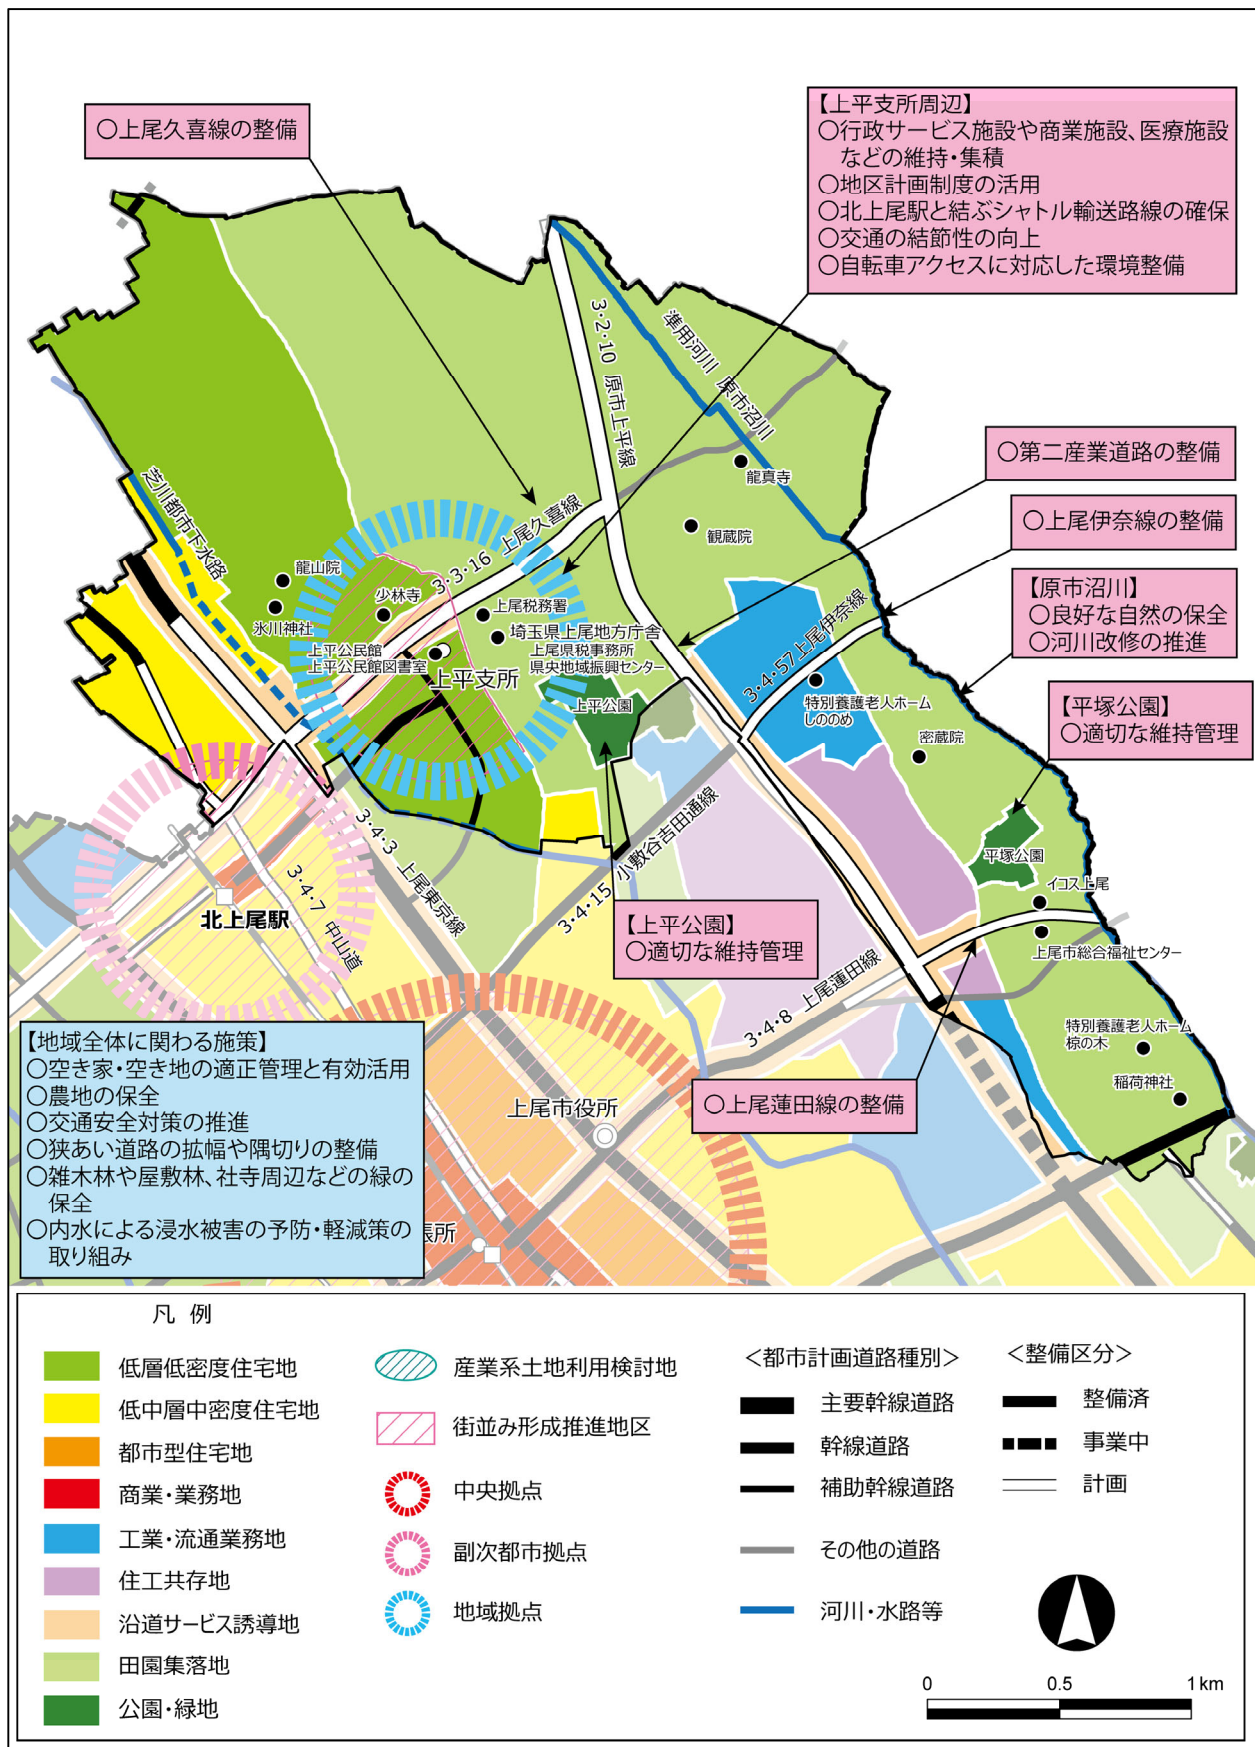 ○上尾久喜線の整備
【上平支所周辺】
○行政サービス施設や商業施設、医療施設
などの維持・集積
○地区計画制度の活用
○北上尾駅と結ぶシャトル輸送路線の確保
○交通の結節性の向上
○自転車アクセスに対応した環境整備
3・2・10 原市上平線
準用河川 原市沼川
龍真寺
○第二産業道路の整備
芝川都市下水路
3・3・16 上尾久喜線
観蔵院
○上尾伊奈線の整備
龍山院
氷川神社
少林寺
上尾税務署
埼玉県上尾地方庁舎
上尾県税事務所
県央地域振興センター
上平公民館
上平公民館図書室
上平支所
上平公園
3・4・57上尾伊奈線
【原市沼川】
○良好な自然の保全
○河川改修の推進
特別養護老人ホーム
しののめ
密蔵院
【平塚公園】
○適切な維持管理
平塚公園
イコス上尾
上尾市総合福祉センター
3・4・3 上尾東京線
3・4・7 中山道
北上尾駅
3・4・15 小敷谷吉田通線
【上平公園】
○適切な維持管理
3・4・8 上尾蓮田線
特別養護老人ホーム
椋の木
稲荷神社
○上尾蓮田線の整備
【地域全体に関わる施策】
○空き家・空き地の適正管理と有効活用
○農地の保全
○交通安全対策の推進
○狭あい道路の拡幅や隅切りの整備
○雑木林や屋敷林、社寺周辺などの緑の
保全
○内水による浸水被害の予防・軽減策の
取り組み
上尾市役所
張所
凡 例
低層低密度住宅地
低中層中密度住宅地
都市型住宅地
商業・業務地
工業・流通業務地
住工共存地
沿道サービス誘導地
田園集落地
公園・緑地
産業系土地利用検討地
街並み形成推進地区
中央拠点
副次都市拠点
地域拠点
＜都市計画道路種別＞
主要幹線道路
幹線道路
補助幹線道路
その他の道路
河川・水路等
＜整備区分＞
整備済
事業中
計画
0 0.5 1km